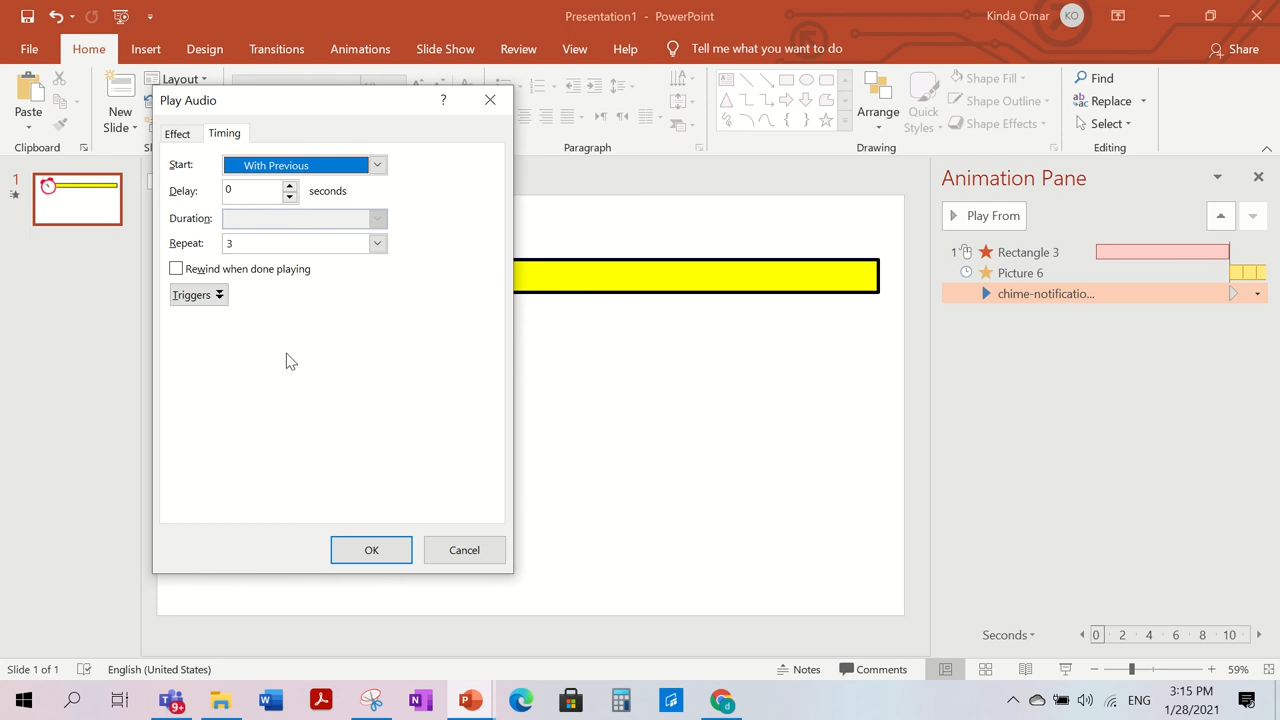 Presentation1 - PowerPoint
Kinda Omar KO
File Home Insert Design Transitions Animations Slide Show Review View Help Tell me what you want to do Share
Paste
Clipboard
New
Slide
Layout
Paragraph
Arrange
Quick
Styles
Shape Fill
Shape Outline
Shape Effects
Drawing
Find
Replace
Select
Editing
Play Audio ?
Effect Timing
Start: With Previous
Delay: 0 seconds
Duration:
Repeat: 3
Rewind when done playing
Triggers
OK Cancel
1
Animation Pane
Play From
1 Rectangle 3
Picture 6
chime-notificatio...
Seconds 0 2 4 6 8 10
Slide 1 of 1 English (United States) Notes Comments 59%
9+
ENG
3:15 PM
1/28/2021